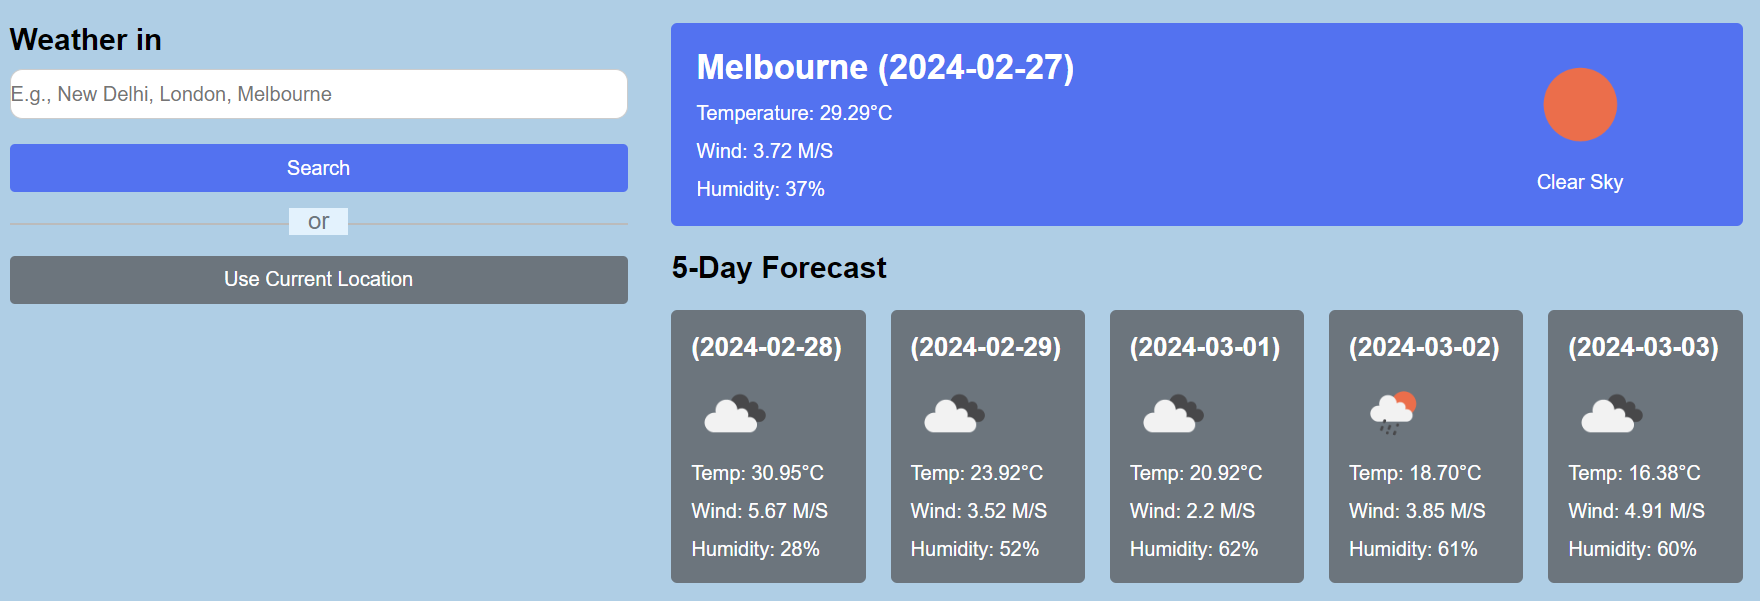 Weather in
E.g., New Delhi, London, Melbourne
Search
or
Use Current Location
Melbourne (2024-02-27)
Temperature: 29.29°C
Wind: 3.72 M/S
Humidity: 37%
Clear Sky
5-Day Forecast
(2024-02-28)
Temp: 30.95°C
Wind: 5.67 M/S
Humidity: 28%
(2024-02-29)
Temp: 23.92°C
Wind: 3.52 M/S
Humidity: 52%
(2024-03-01)
Temp: 20.92°C
Wind: 2.2 M/S
Humidity: 62%
(2024-03-02)
Temp: 18.70°C
Wind: 3.85 M/S
Humidity: 61%
(2024-03-03)
Temp: 16.38°C
Wind: 4.91 M/S
Humidity: 60%